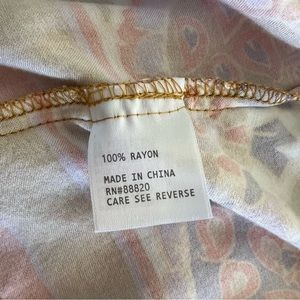 100% RAYON
MADE IN CHINA
RN#88820
CARE SEE REVERSE